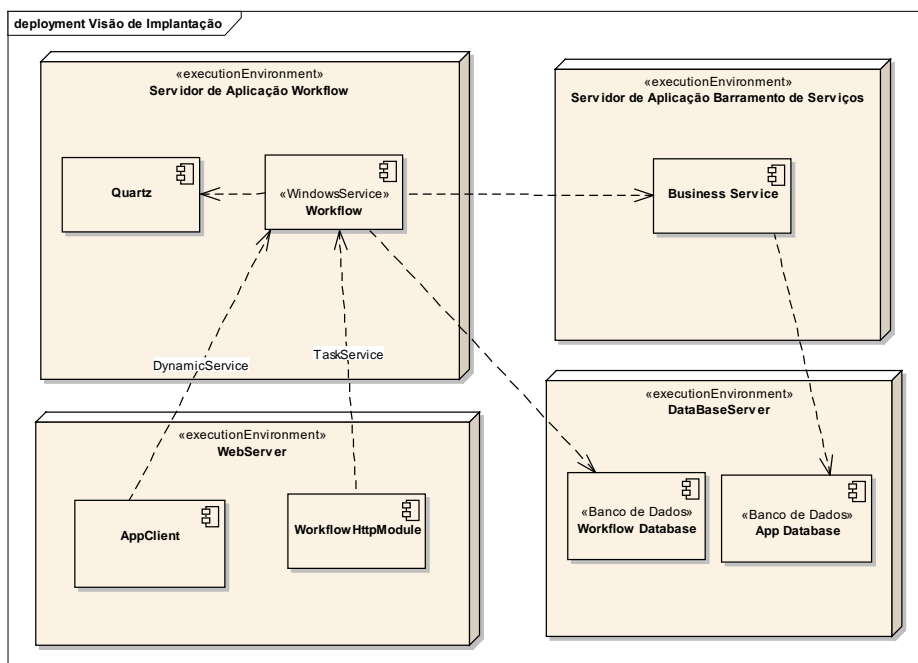 deployment Visão de Implantação
«executionEnvironment»
Servidor de Aplicação Workflow
Quartz
«WindowsService»
Workflow
DynamicService
TaskService
«executionEnvironment»
Servidor de Aplicação Barramento de Serviços
Business Service
«executionEnvironment»
WebServer
AppClient
WorkflowHttpModule
«executionEnvironment»
DataBaseServer
«Banco de Dados»
Workflow Database
«Banco de Dados»
App Database